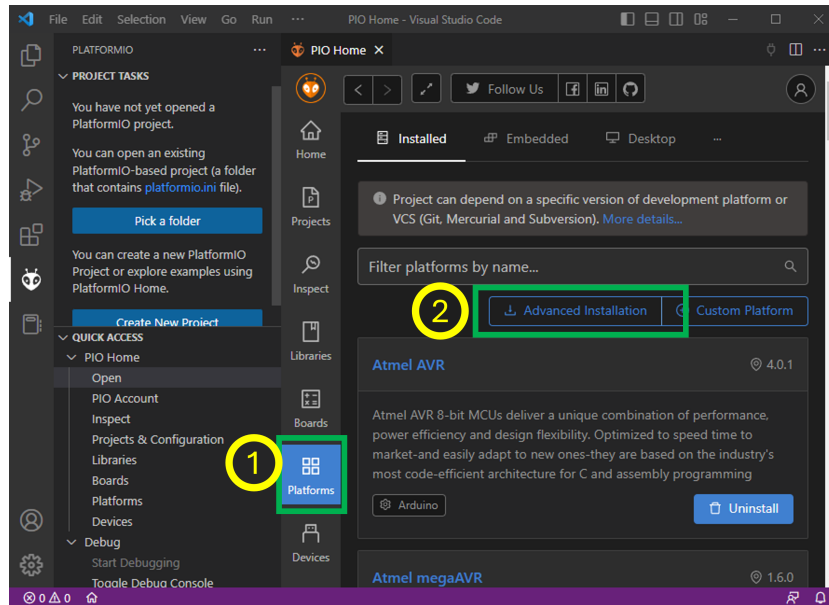 File Edit Selection View Go Run ··· PIO Home - Visual Studio Code
PLATFORMIO ···
PROJECT TASKS
You have not yet opened a
PlatformIO project.
You can open an existing
PlatformIO-based project (a folder
that contains platformio.ini file).
Pick a folder
You can create a new PlatformIO
Project or explore examples using
PlatformIO Home.
Create New Project
QUICK ACCESS
PIO Home
Open
PIO Account
Inspect
Projects & Configuration
Libraries
Boards
Platforms
Devices
Debug
Start Debugging
Toggle Debug Console
PIO Home ···
Follow Us
Home
Projects
Inspect
Libraries
Boards
1
Platforms
Devices
Installed Embedded Desktop ···
Project can depend on a specific version of development platform or
VCS (Git, Mercurial and Subversion). More details...
Filter platforms by name...
2
Advanced Installation Custom Platform
Atmel AVR 4.0.1
Atmel AVR 8-bit MCUs deliver a unique combination of performance,
power efficiency and design flexibility. Optimized to speed time to
market-and easily adapt to new ones-they are based on the industry's
most code-efficient architecture for C and assembly programming
Arduino
Uninstall
Atmel megaAVR 1.6.0
0 0